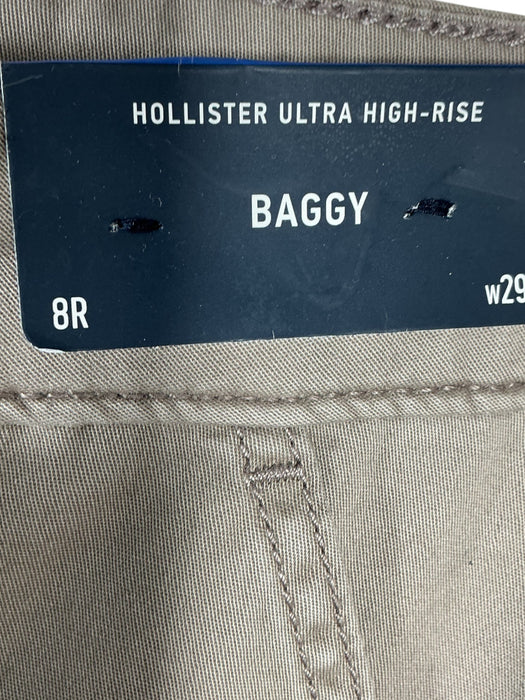 HOLLISTER ULTRA HIGH-RISE
BAGGY
8R
W29